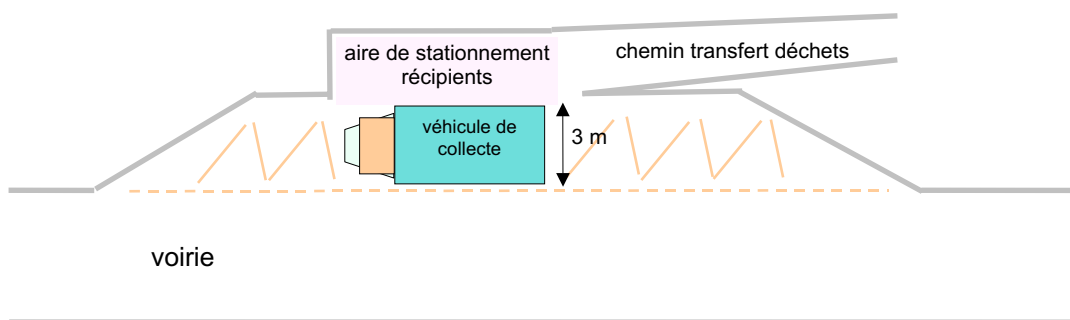 aire de stationnement
récipients
chemin transfert déchets
véhicule de
collecte
3 m
voirie